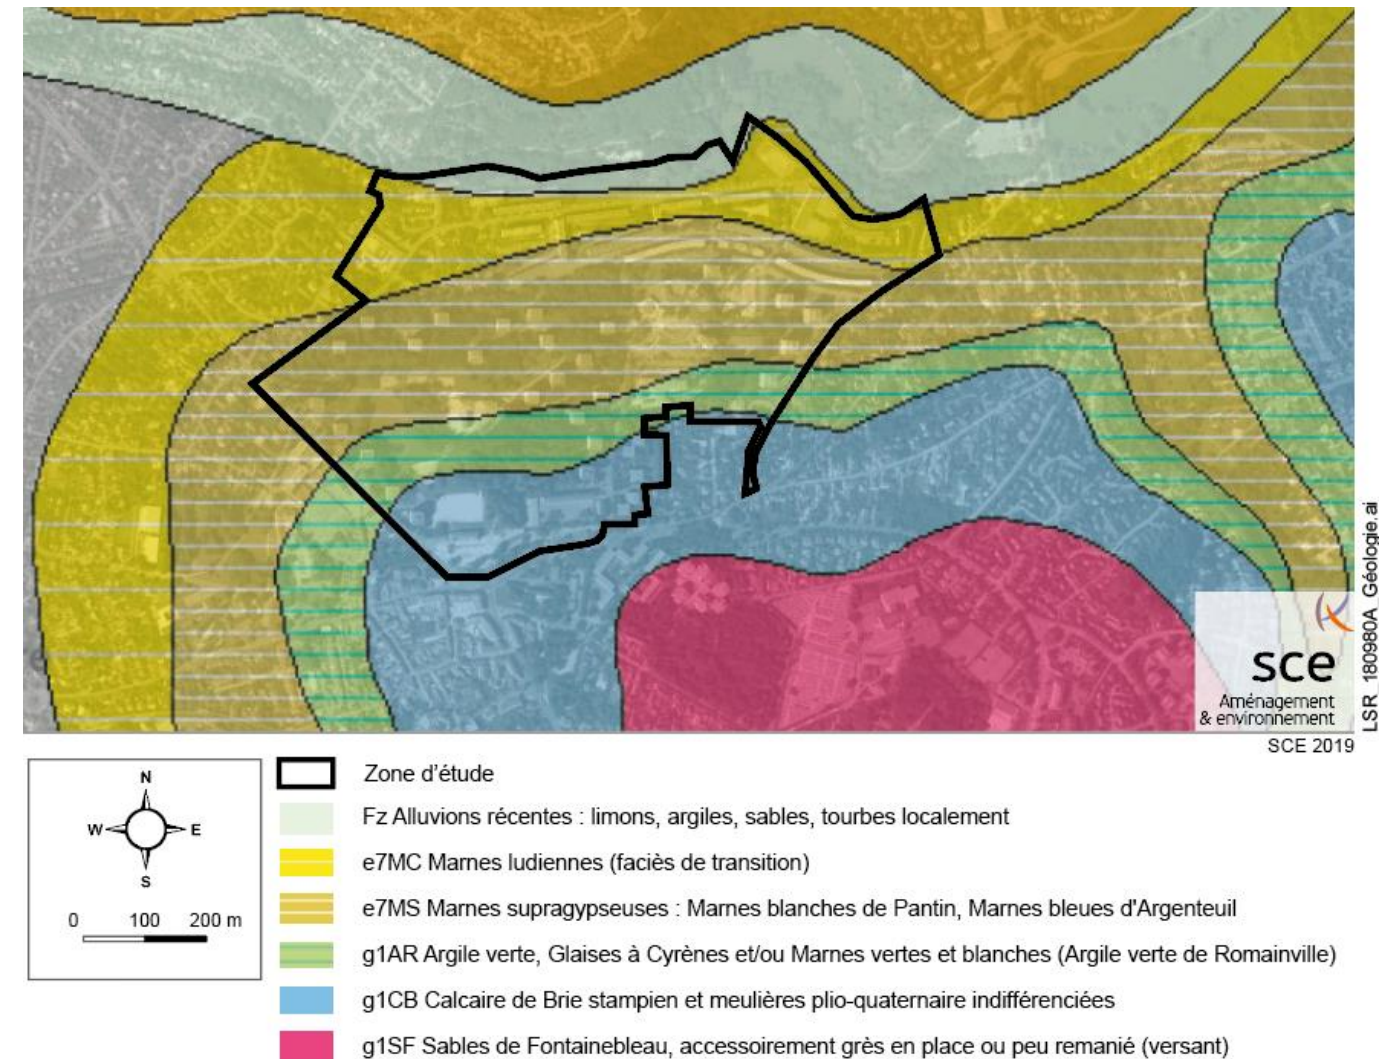 sce
Aménagement
& environnement
LSR_180980A_Géologie.ai
SCE 2019
N
W E
S
0 100 200 m
Zone d'étude
Fz Alluvions récentes : limons, argiles, sables, tourbes localement
e7MC Marnes ludiennes (faciès de transition)
e7MS Marnes supragypseuses : Marnes blanches de Pantin, Marnes bleues d'Argenteuil
g1AR Argile verte, Glaises à Cyrènes et/ou Marnes vertes et blanches (Argile verte de Romainville)
g1CB Calcaire de Brie stampien et meulières plio-quaternaire indifférenciées
g1SF Sables de Fontainebleau, accessoirement grès en place ou peu remanié (versant)